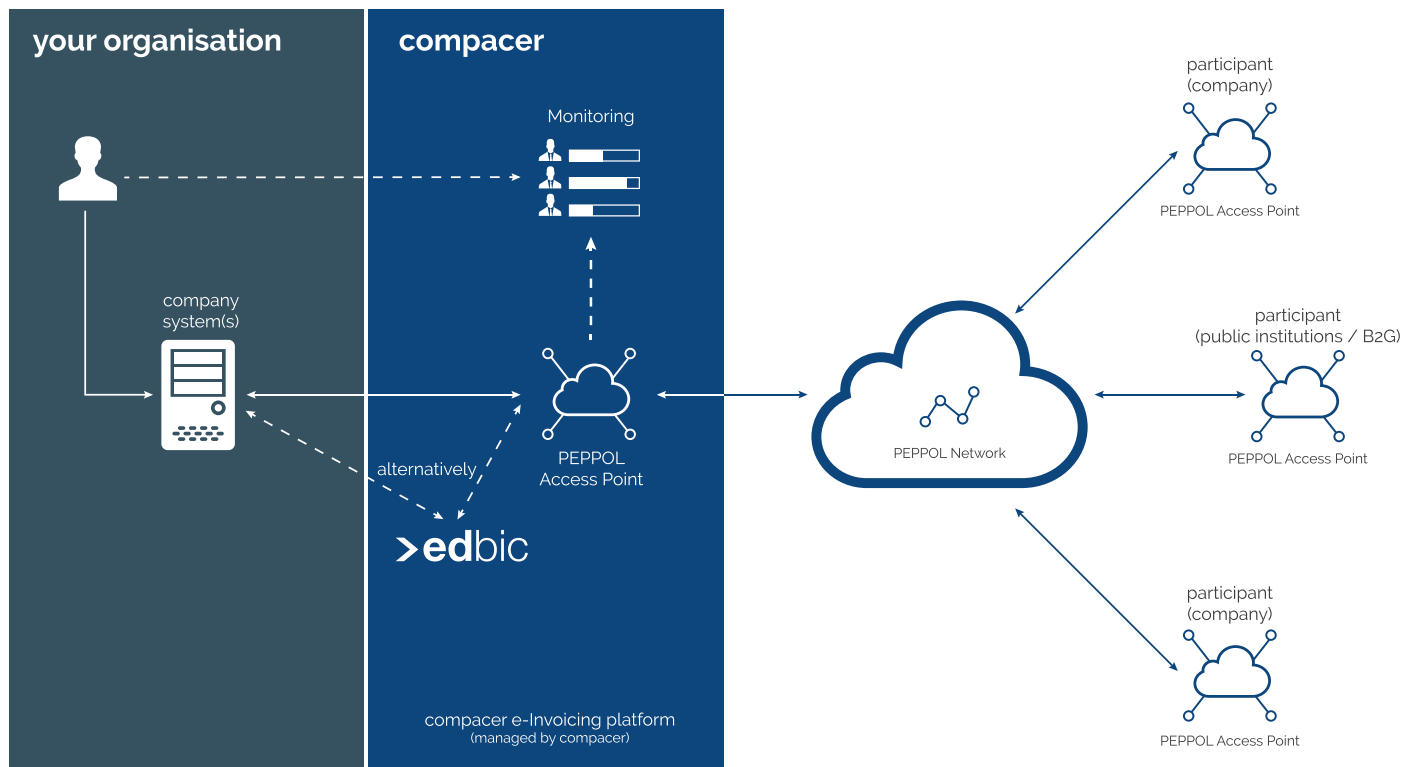 your organisation
compacer
Monitoring
company
system(s)
alternatively
PEPPOL
Access Point
edbic
compacer e-Invoicing platform
(managed by compacer)
PEPPOL Network
participant
(company)
PEPPOL Access Point
participant
(public institutions / B2G)
PEPPOL Access Point
participant
(company)
PEPPOL Access Point